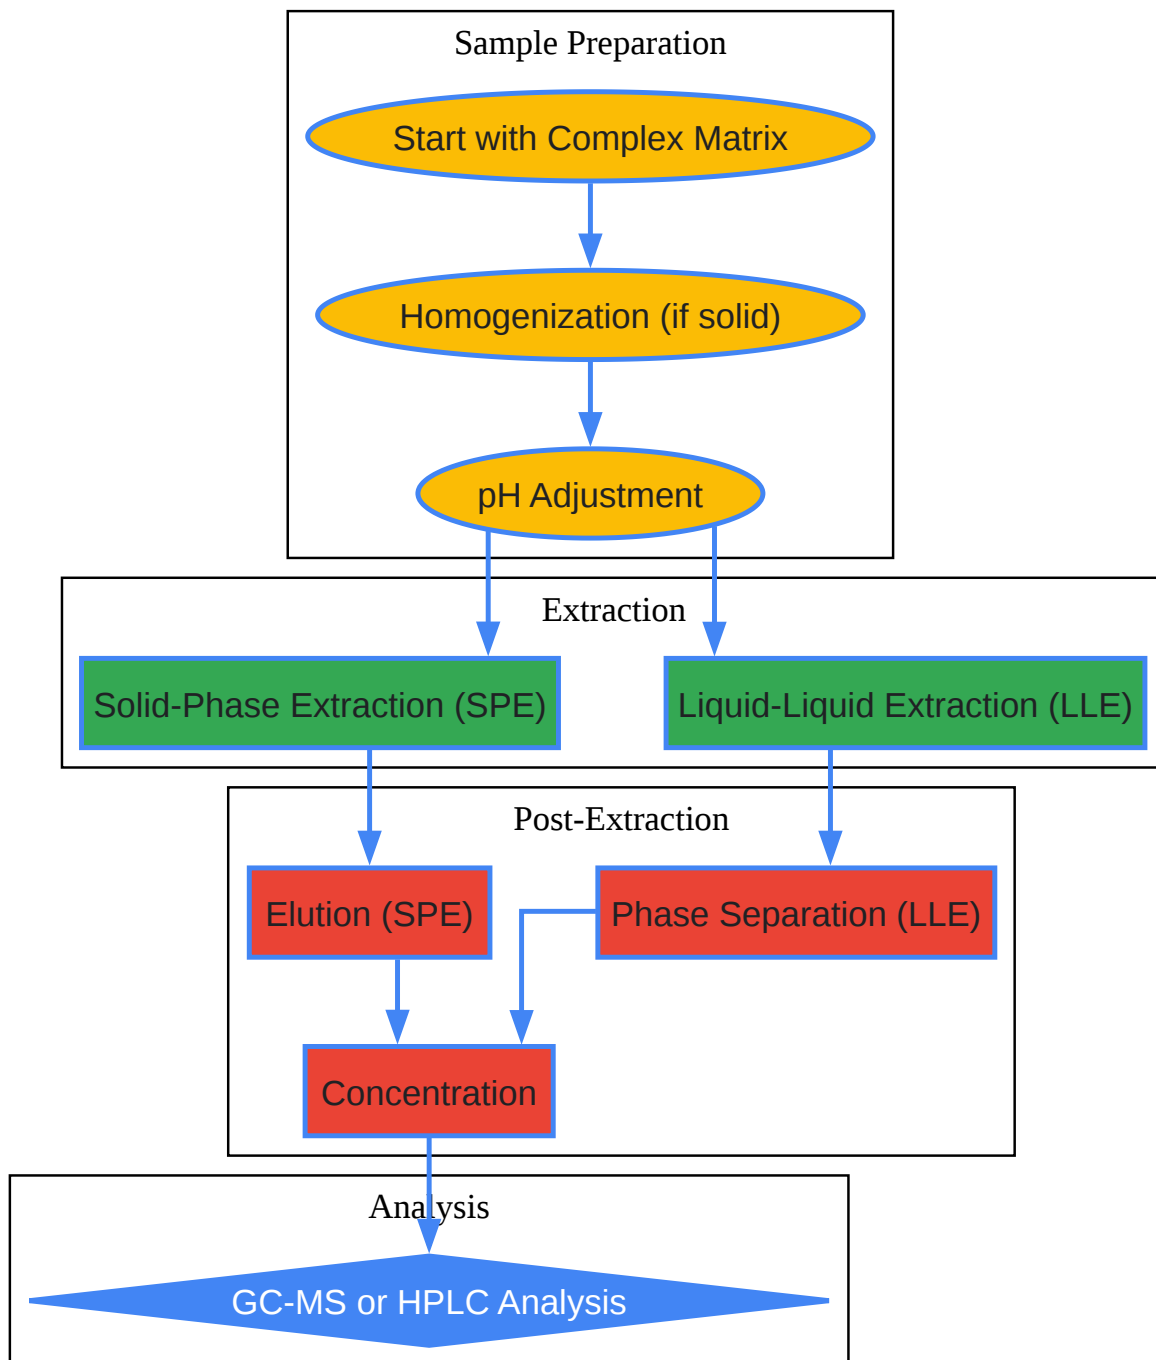 Sample Preparation
Start with Complex Matrix
Homogenization (if solid)
pH Adjustment
Extraction
Solid-Phase Extraction (SPE)
Liquid-Liquid Extraction (LLE)
Post-Extraction
Elution (SPE)
Phase Separation (LLE)
Concentration
Analysis
GC-MS or HPLC Analysis